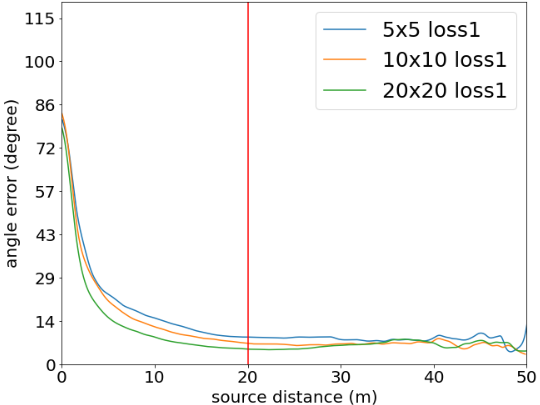 115
100
86
72
57
43
29
14
0
angle error (degree)
5x5 loss1
10x10 loss1
20x20 loss1
0 10 20 30 40 50
source distance (m)